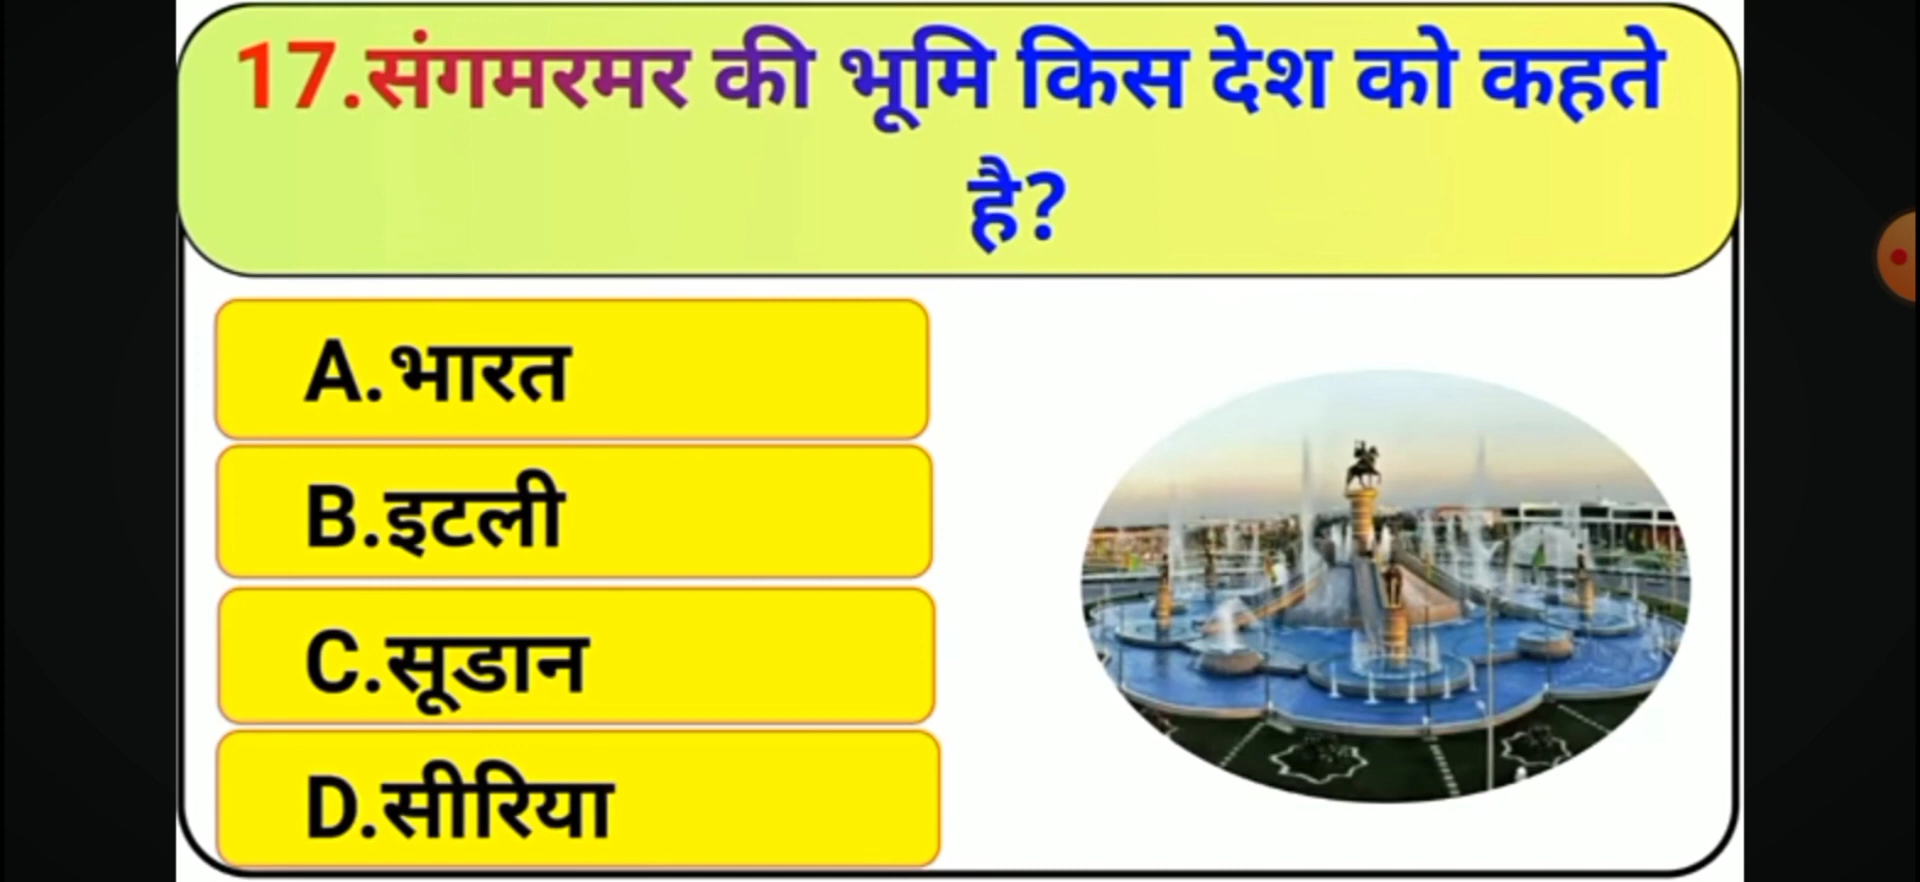 17.संगमरमर की भूमि किस देश को कहते
है?
A.भारत
B.इटली
C.सूडान
D.सीरिया